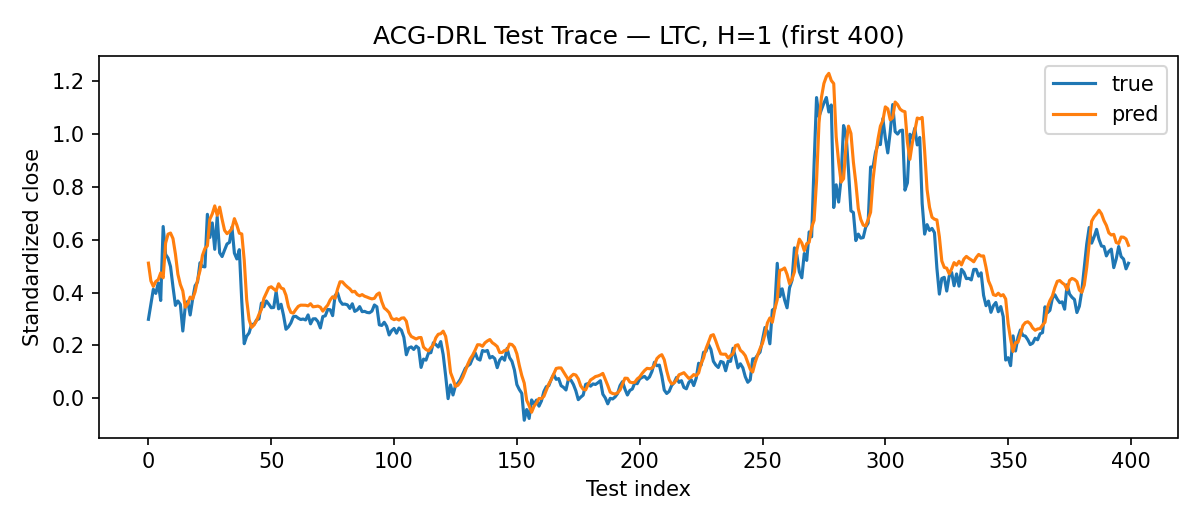 ACG-DRL Test Trace — LTC, H=1 (first 400)
true
pred
Standardized close
1.2
1.0
0.8
0.6
0.4
0.2
0.0
0 50 100 150 200 250 300 350 400
Test index